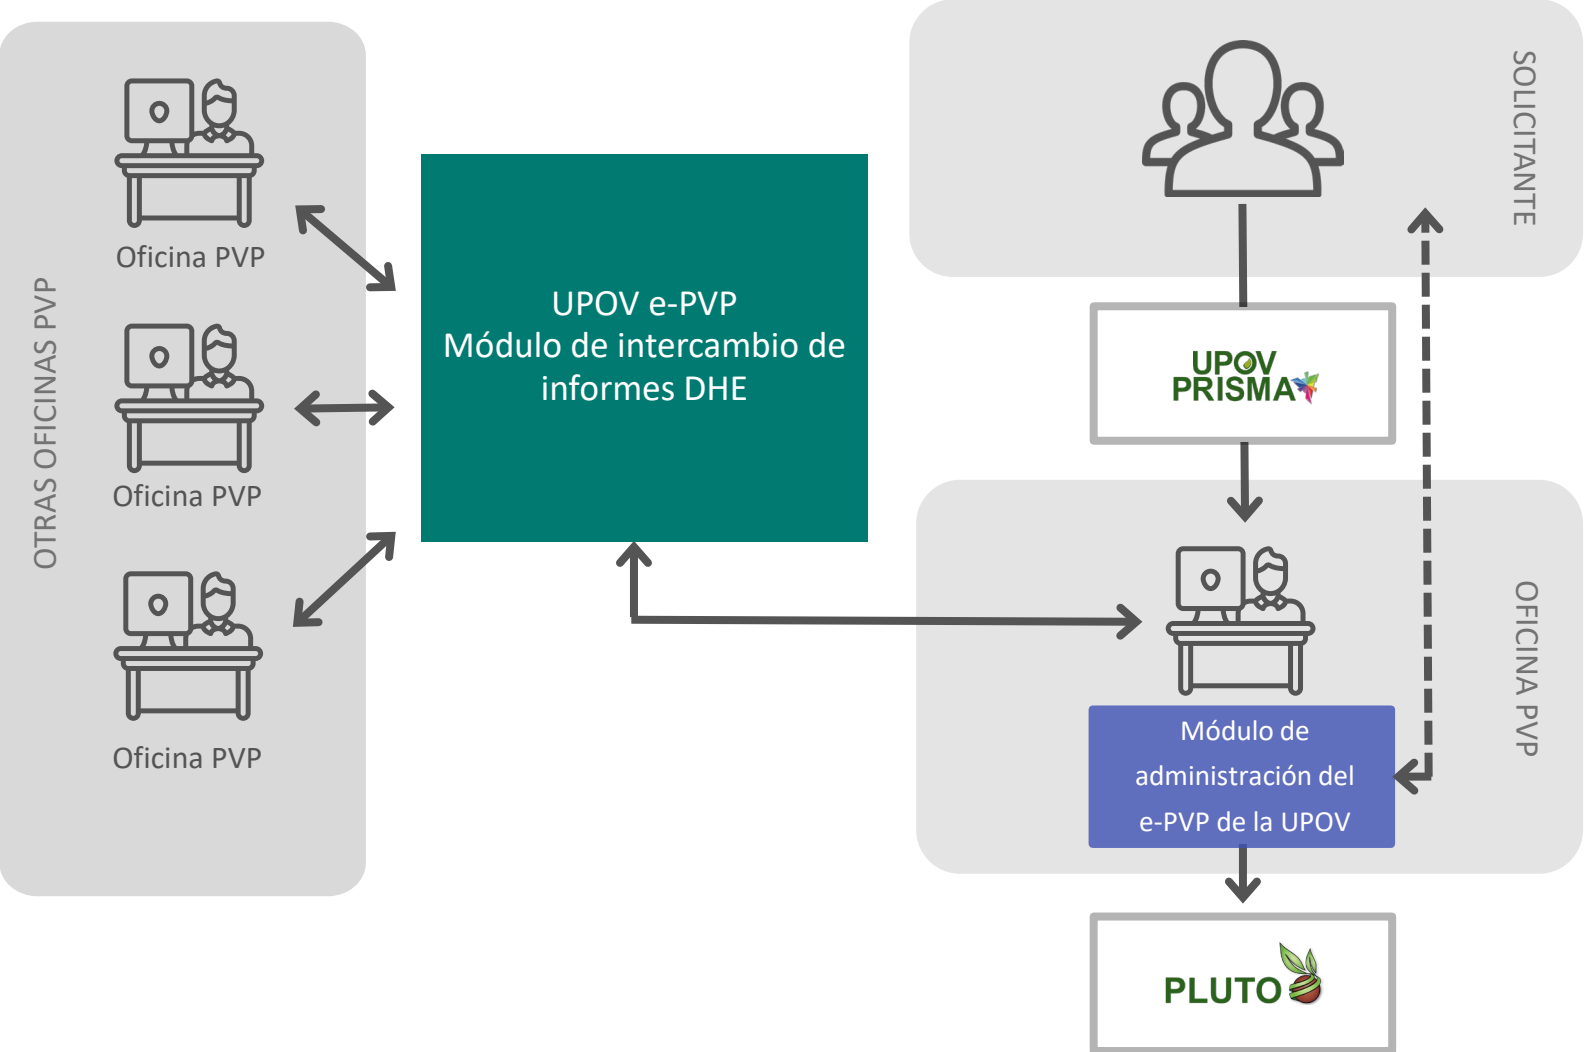 OTRAS OFICINAS PVP
Oficina PVP
Oficina PVP
Oficina PVP
UPOV e-PVP
Módulo de intercambio de
informes DHE
SOLICITANTE
UPOV
PRISMA
OFICINA PVP
Módulo de
administración del
e-PVP de la UPOV
PLUTO